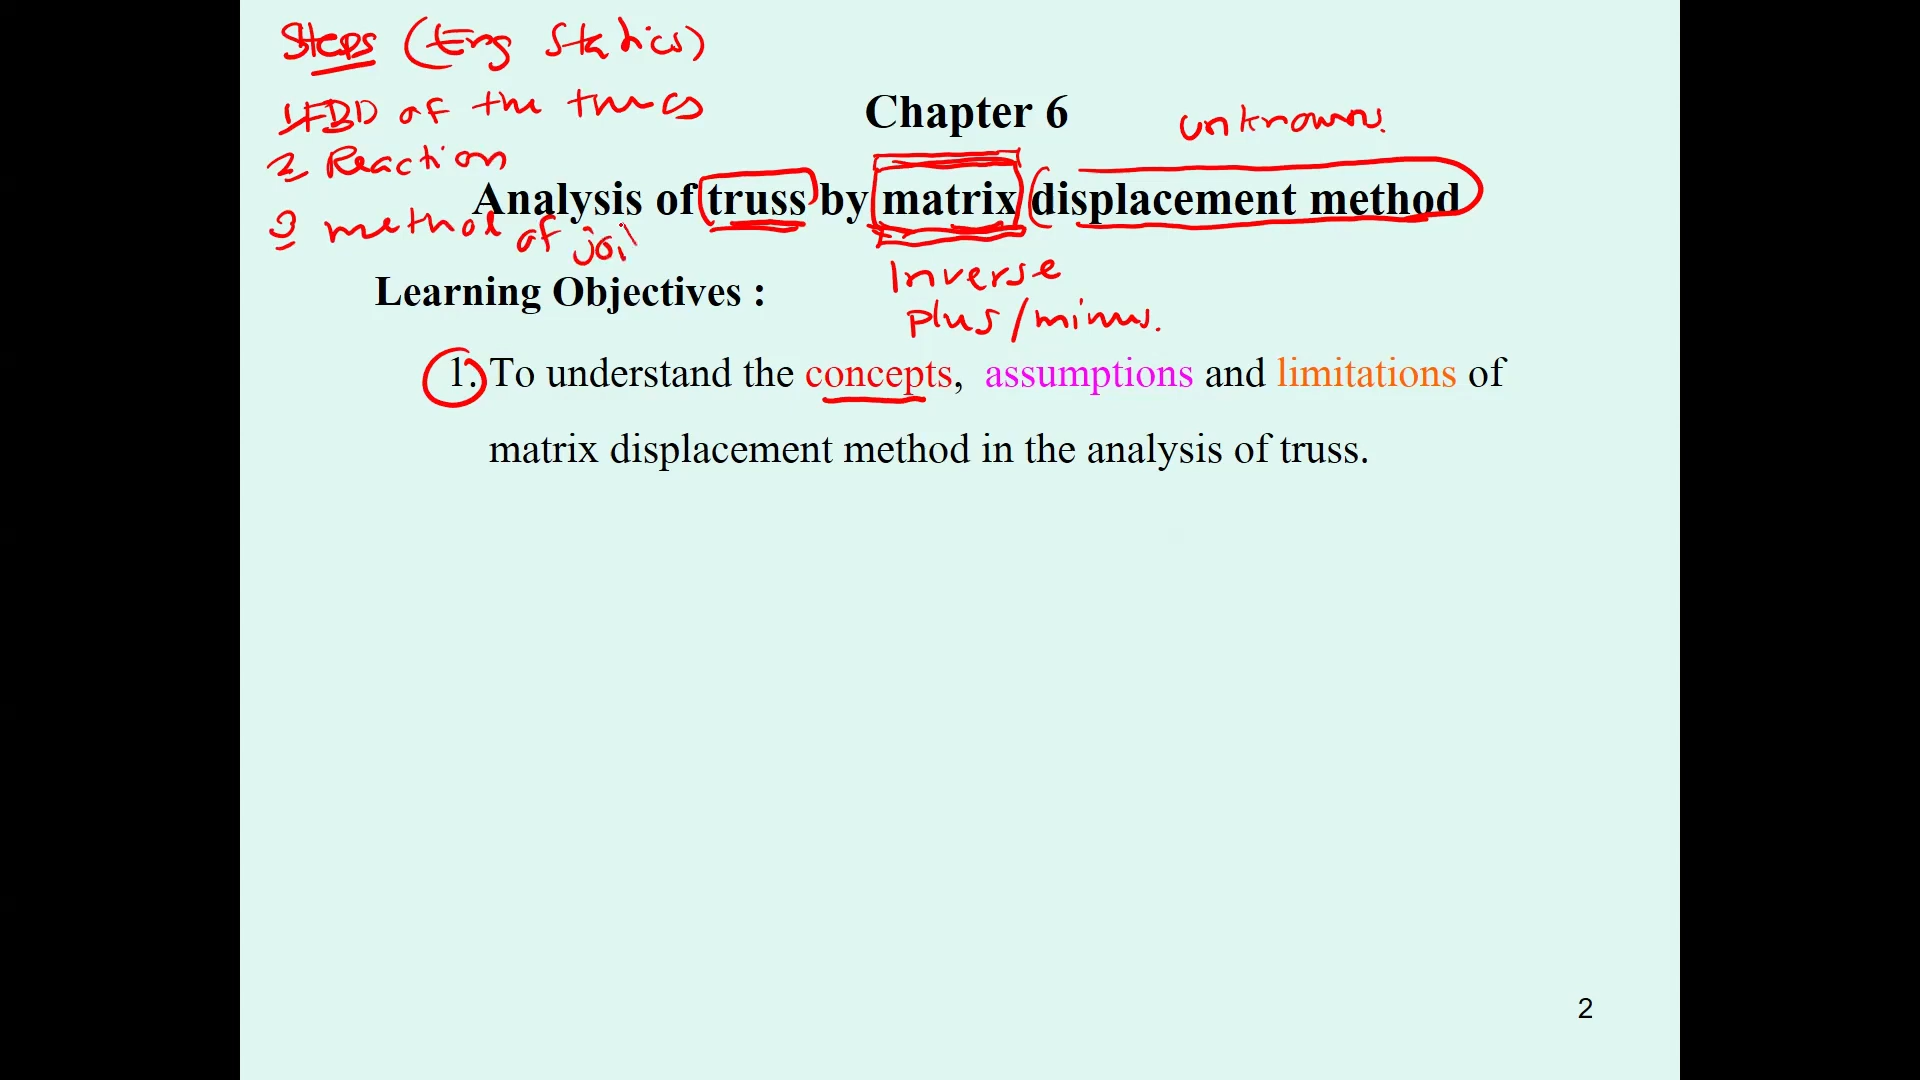 Steps (Eng Statics)
1 FBD of the truss
Chapter 6
unknown.
2 Reaction
Analysis of truss by matrix displacement method
3 method of joi
Inverse
Learning Objectives :
plus/minus.
1. To understand the concepts, assumptions and limitations of
matrix displacement method in the analysis of truss.
2